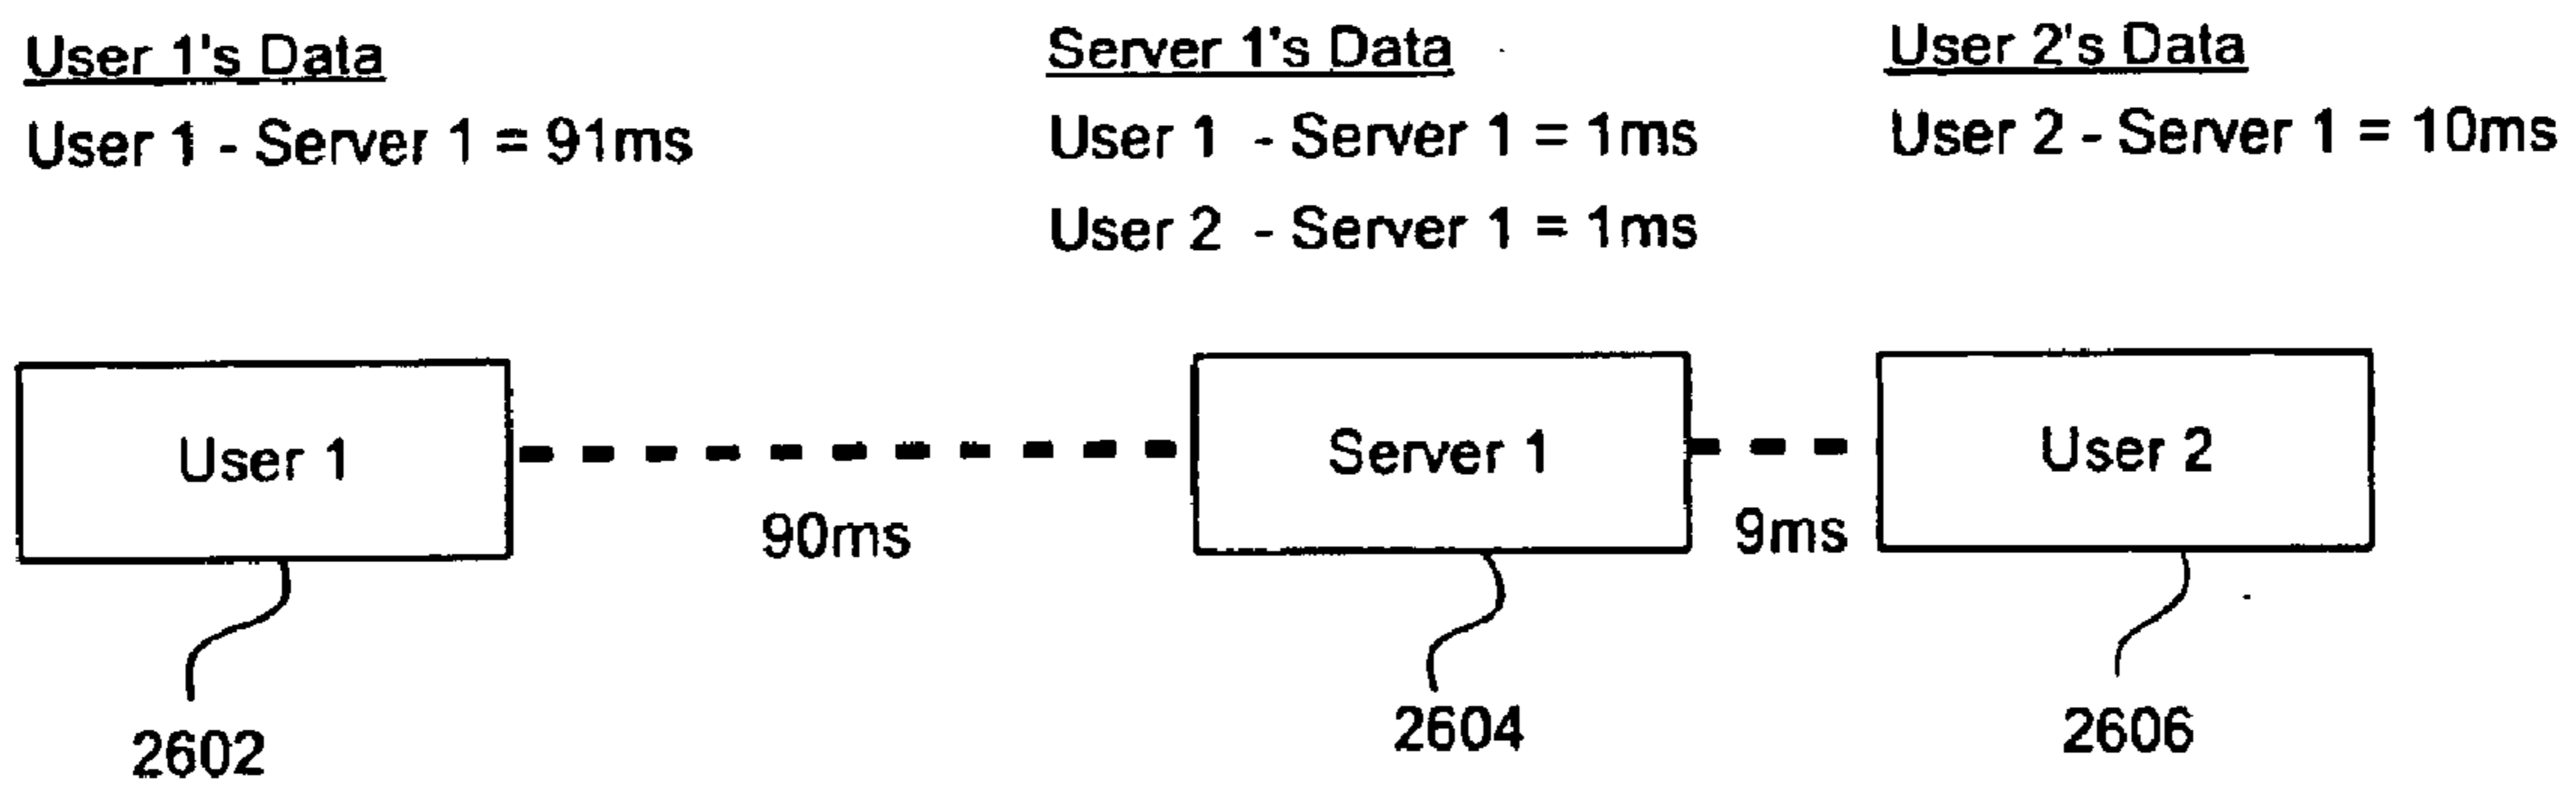 User 1's Data
User 1 - Server 1 = 91ms
Server 1's Data
User 1 - Server 1 = 1ms
User 2 - Server 1 = 1ms
User 2's Data
User 2 - Server 1 = 10ms
User 1
90ms
Server 1
9ms
User 2
2602
2604
2606